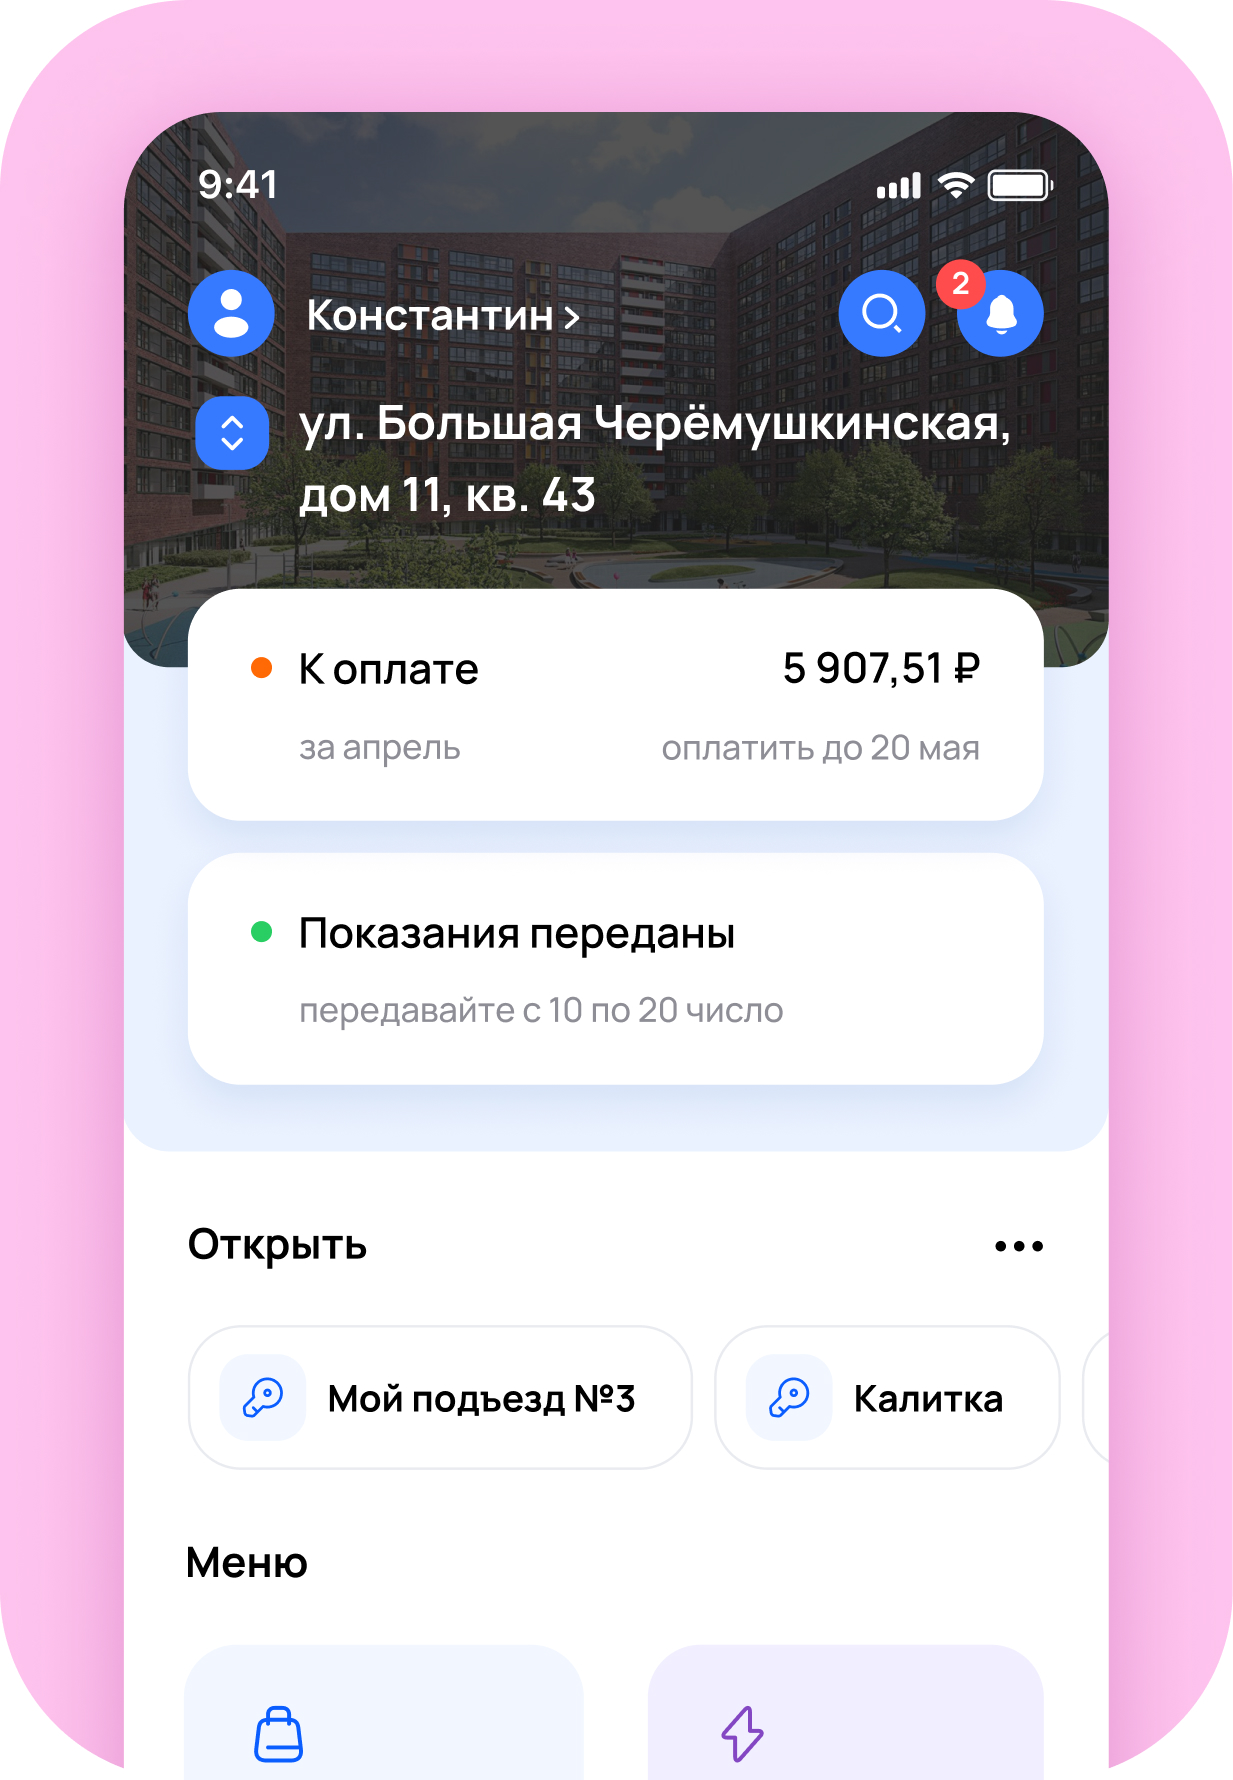 9:41
Константин >
2
ул. Большая Черёмушкинская,
дом 11, кв. 43
К оплате 5 907,51 ₽
за апрель оплатить до 20 мая
Показания переданы
передавайте с 10 по 20 число
Открыть
Мой подъезд №3 Калитка
Меню